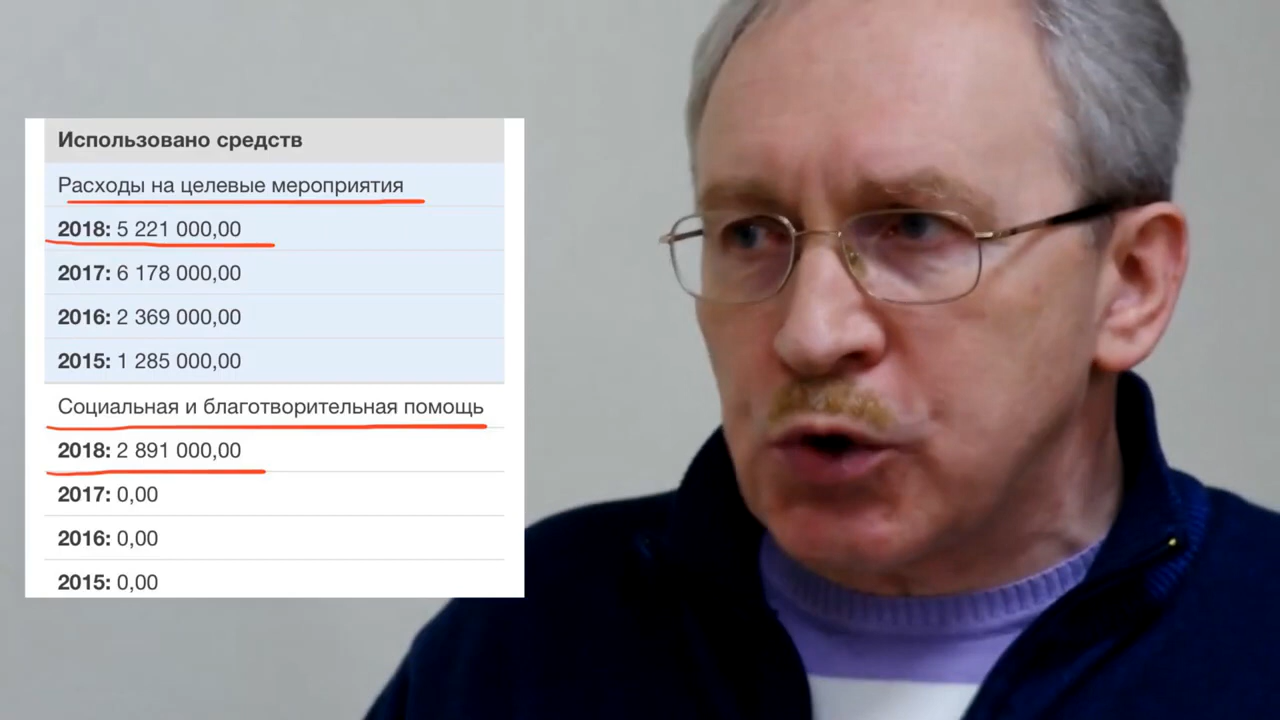 Использовано средств
Расходы на целевые мероприятия
2018: 5 221 000,00
2017: 6 178 000,00
2016: 2 369 000,00
2015: 1 285 000,00
Социальная и благотворительная помощь
2018: 2 891 000,00
2017: 0,00
2016: 0,00
2015: 0,00